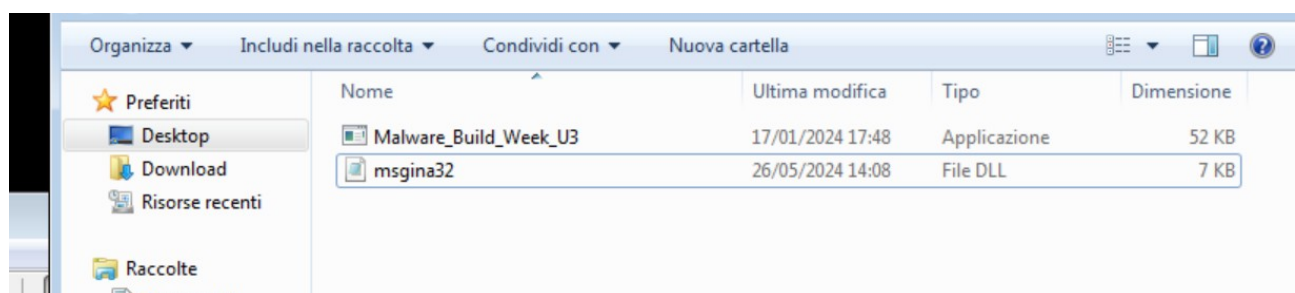 Organizza Includi nella raccolta Condividi con Nuova cartella
Preferiti
Desktop
Download
Risorse recenti
Raccolte
Nome Ultima modifica Tipo Dimensione
Malware_Build_Week_U3 17/01/2024 17:48 Applicazione 52 KB
msgina32 26/05/2024 14:08 File DLL 7 KB